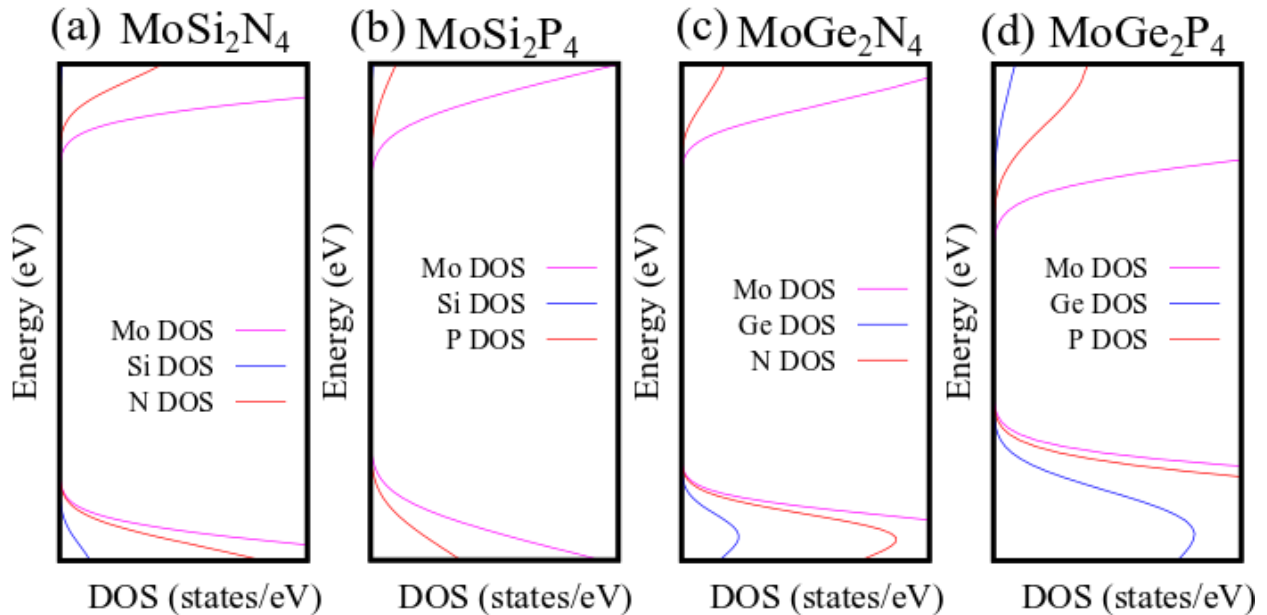 (a) MoSi₂N₄
Energy (eV)
Mo DOS
Si DOS
N DOS
DOS (states/eV)
(b) MoSi₂P₄
Energy (eV)
Mo DOS
Si DOS
P DOS
DOS (states/eV)
(c) MoGe₂N₄
Energy (eV)
Mo DOS
Ge DOS
N DOS
DOS (states/eV)
(d) MoGe₂P₄
Energy (eV)
Mo DOS
Ge DOS
P DOS
DOS (states/eV)